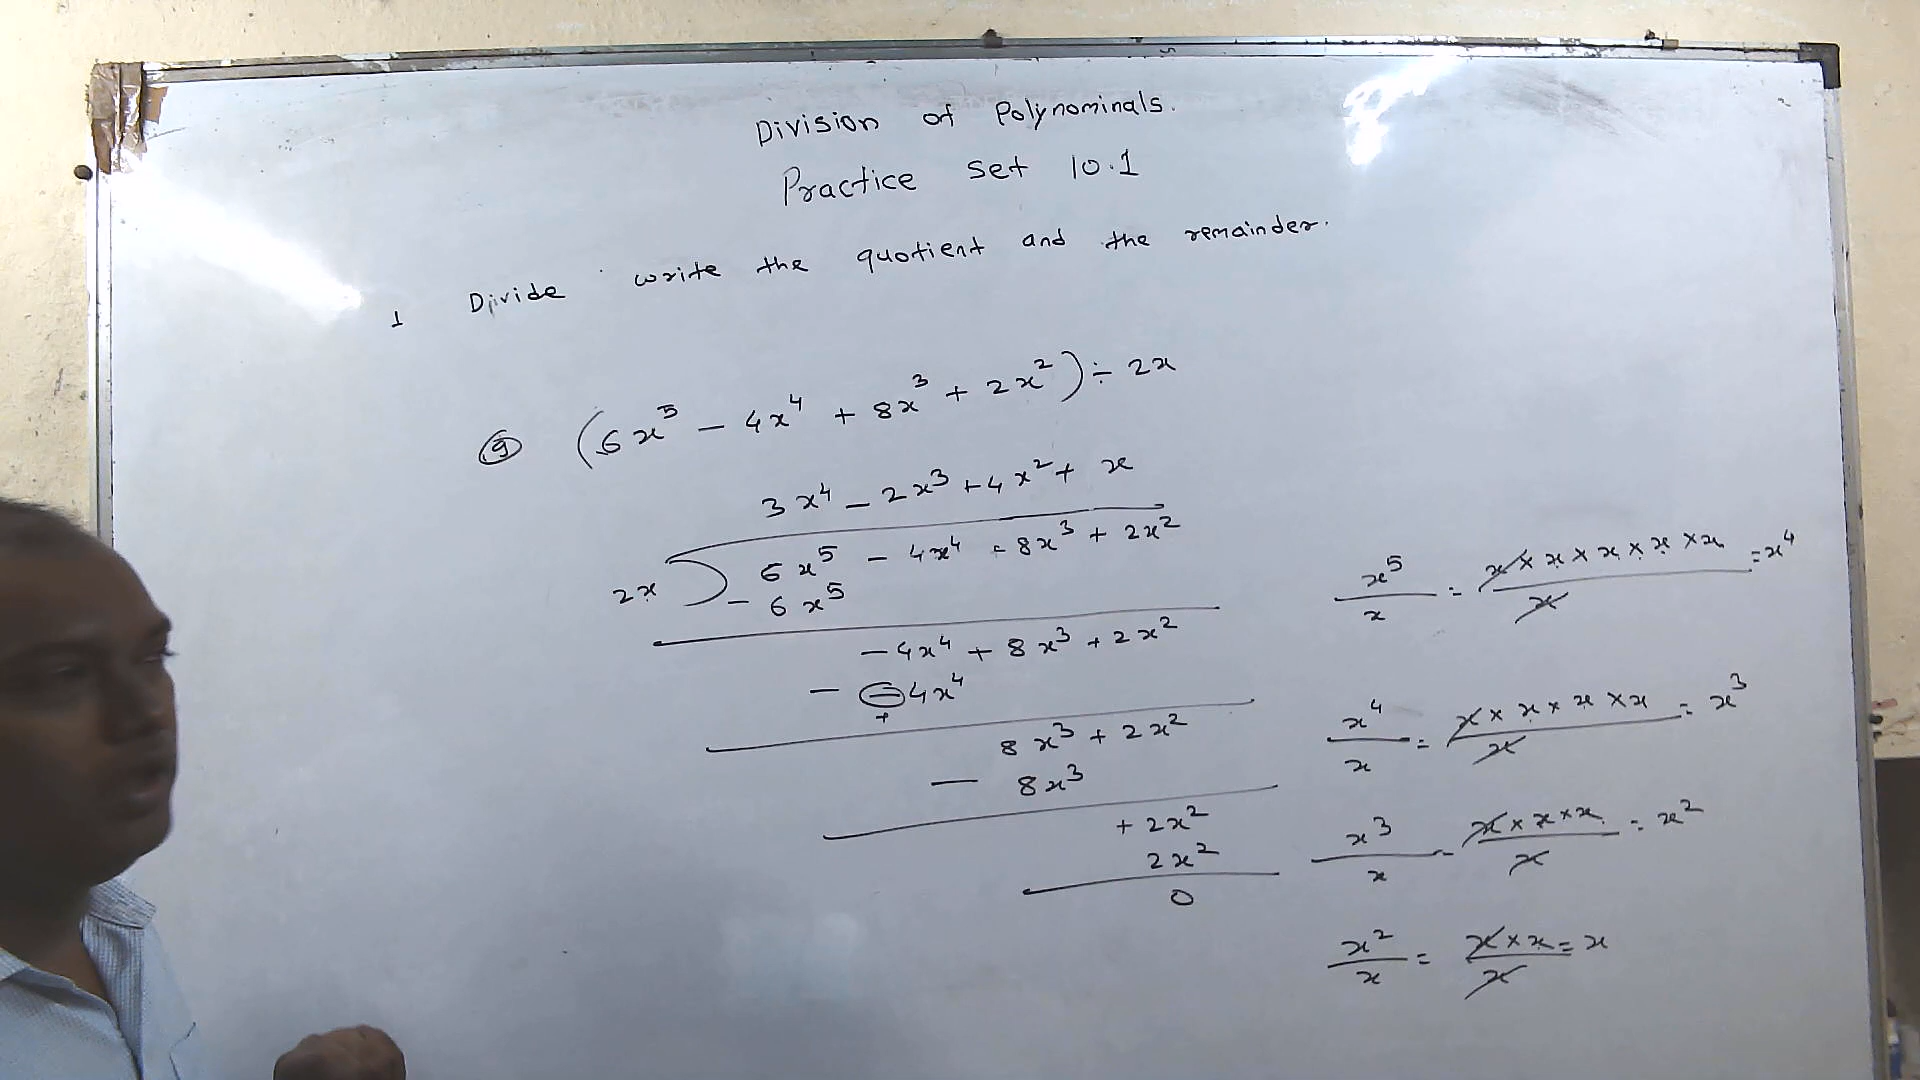 Division of Polynominals.
Practice set 10.1
1 Divide write the quotient and the remainder.
(6x⁵ - 4x⁴ + 8x³ + 2x²) ÷ 2x
3x⁴ - 2x³ + 4x² + x
2x ) 6x⁵ - 4x⁴ = 8x³ + 2x²
- 6x⁵
-4x⁴ + 8x³ + 2x²
- - 4x⁴
+
8x³ + 2x²
- 8x³
+ 2x²
2x²
0
x⁵/x = x × x × x × x × x/x = x⁴
x⁴/x = x × x × x × x/x = x³
x³/x = x × x × x/x = x²
x²/x = x × x/x = x